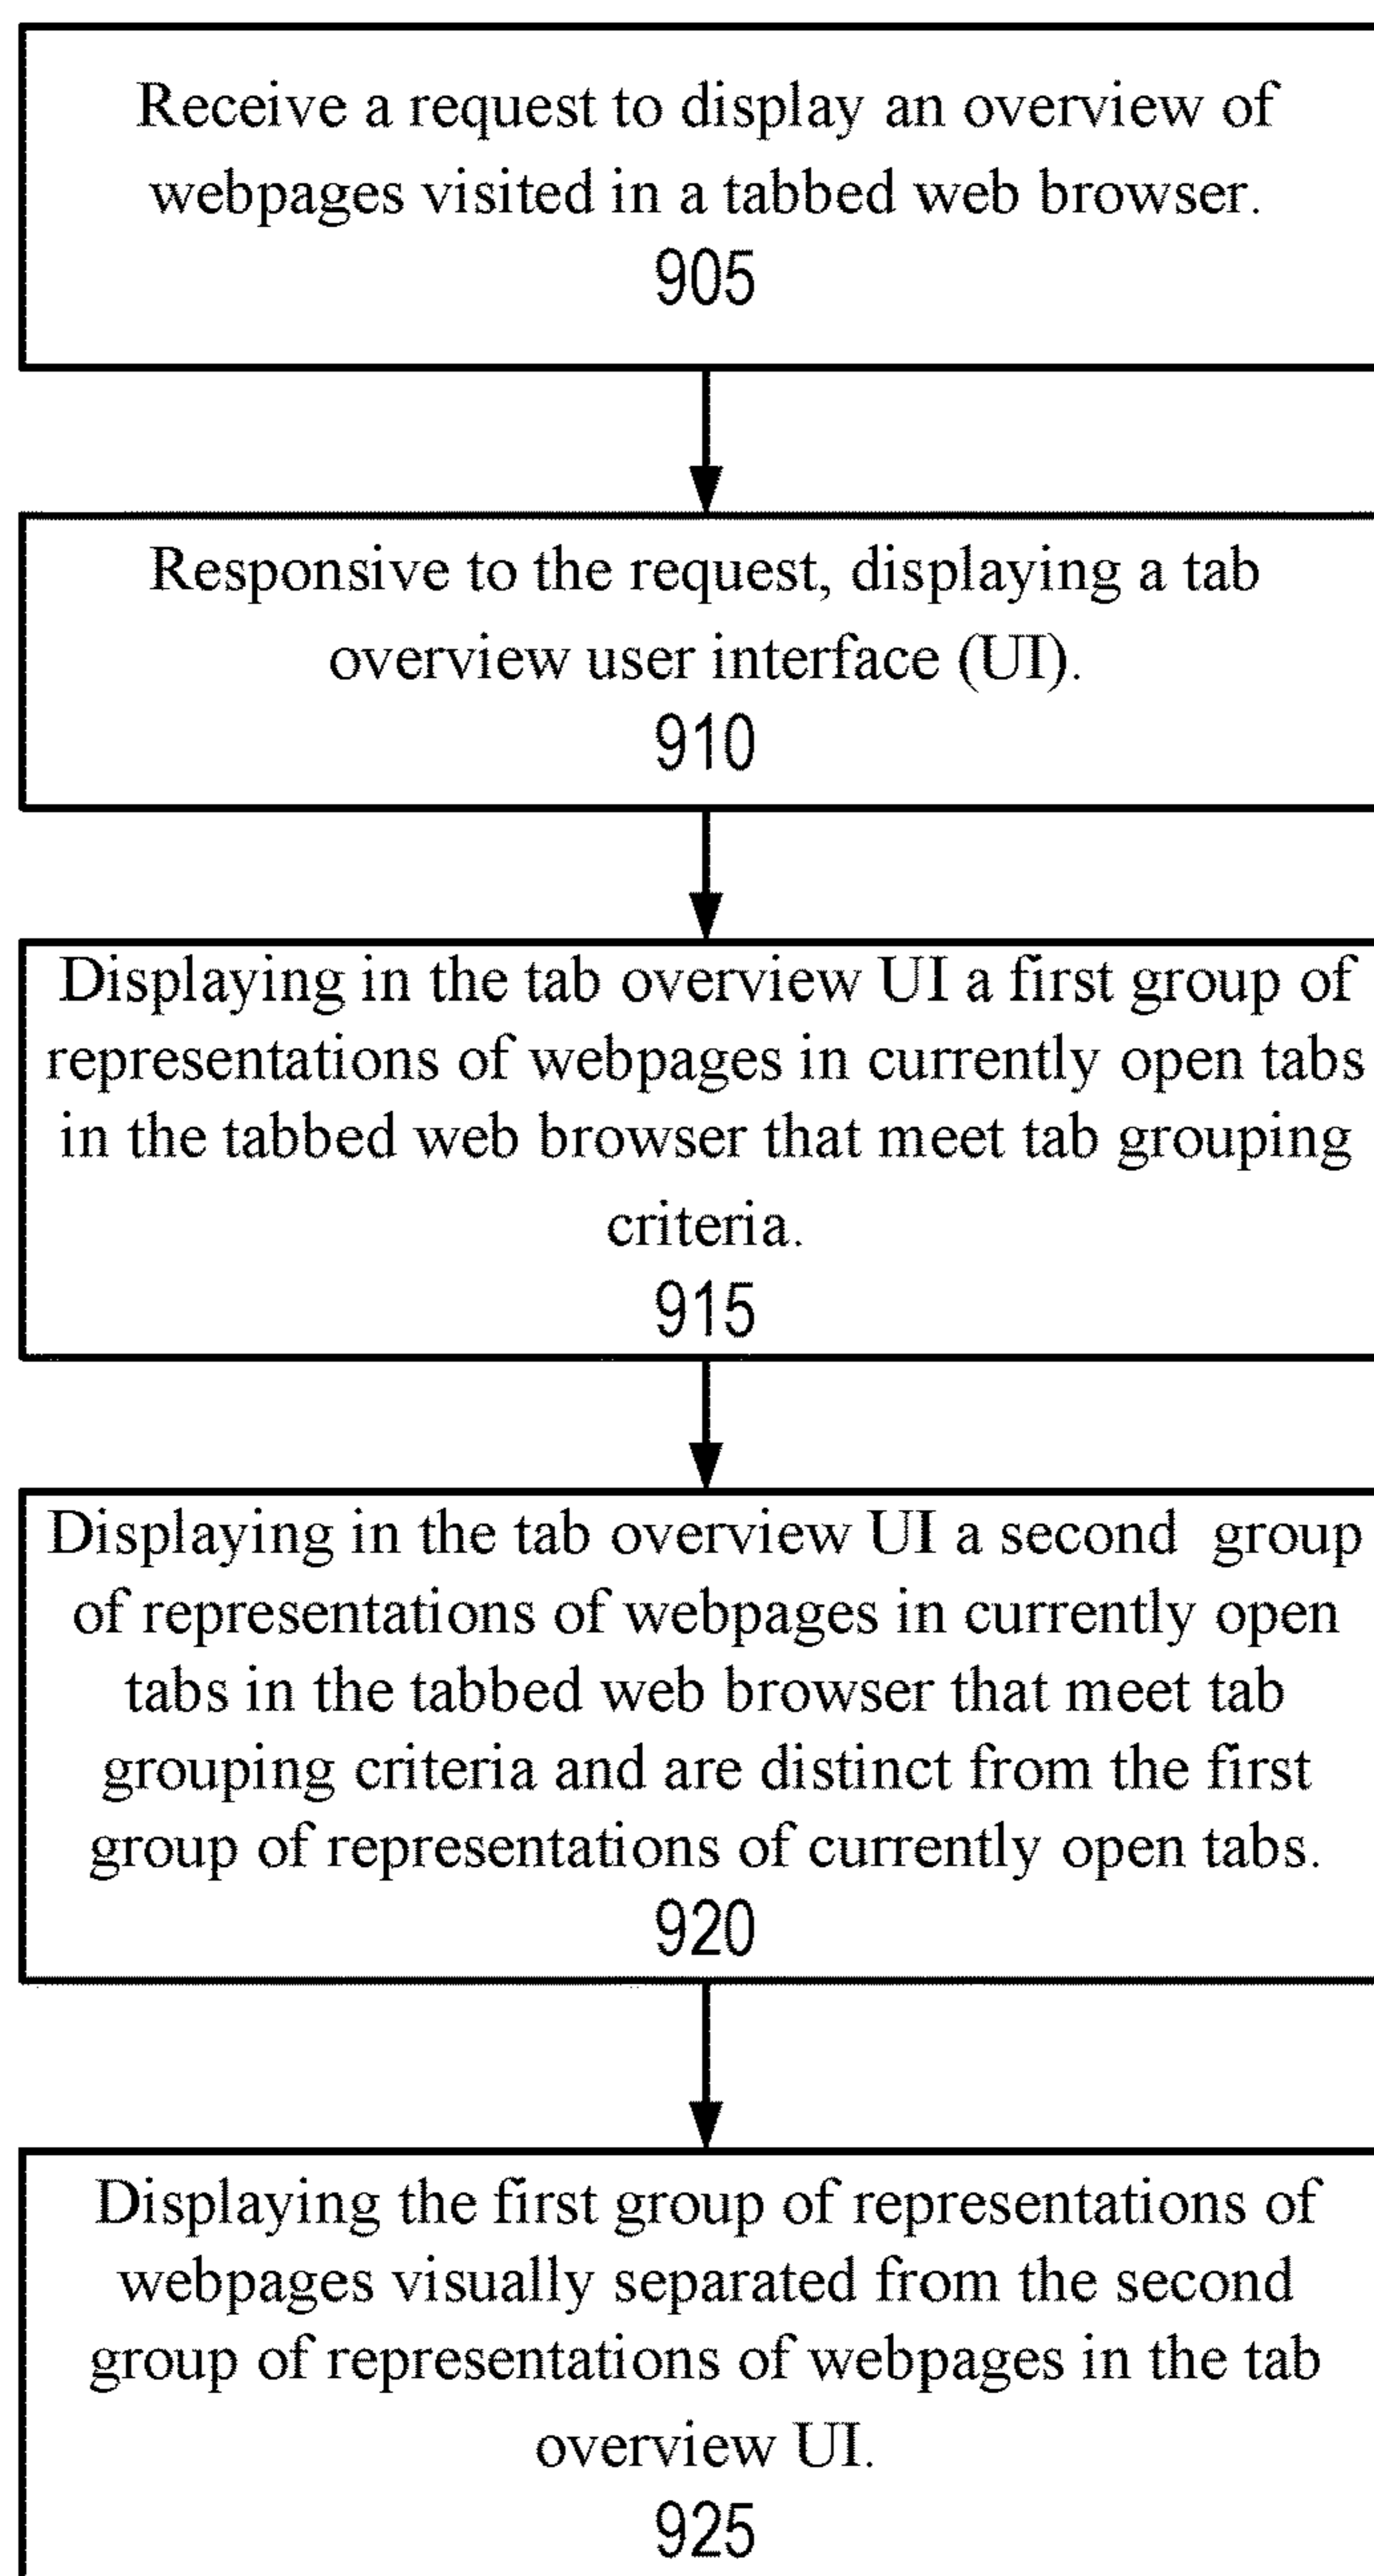 Receive a request to display an overview of
webpages visited in a tabbed web browser.
905
Responsive to the request, displaying a tab
overview user interface (UI).
910
Displaying in the tab overview UI a first group of
representations of webpages in currently open tabs
in the tabbed web browser that meet tab grouping
criteria.
915
Displaying in the tab overview UI a second group
of representations of webpages in currently open
tabs in the tabbed web browser that meet tab
grouping criteria and are distinct from the first
group of representations of currently open tabs.
920
Displaying the first group of representations of
webpages visually separated from the second
group of representations of webpages in the tab
overview UI.
925